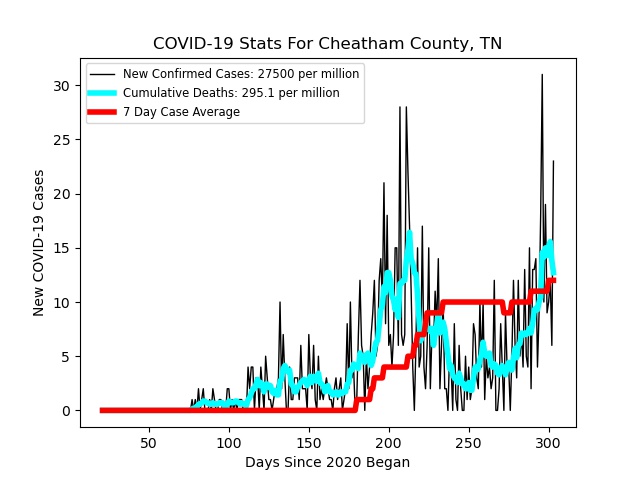 COVID-19 Stats For Cheatham County, TN
New Confirmed Cases: 27500 per million
Cumulative Deaths: 295.1 per million
7 Day Case Average
New COVID-19 Cases
30
25
20
15
10
5
0
50
100
150
200
250
300
Days Since 2020 Began